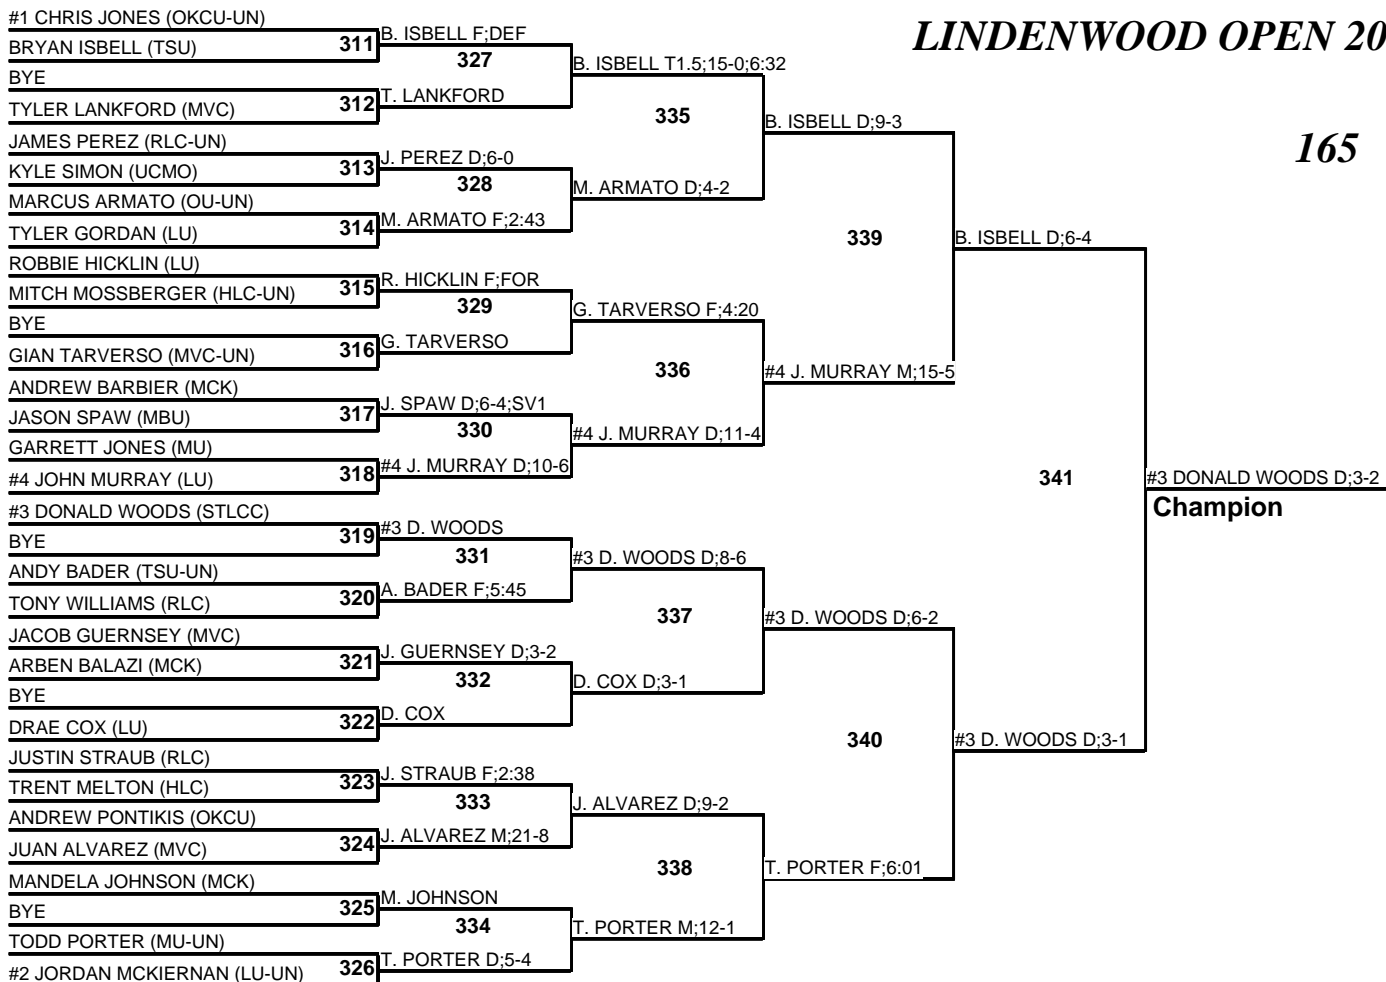 LINDENWOOD OPEN 20
165
#1 CHRIS JONES (OKCU-UN)
BRYAN ISBELL (TSU)
BYE
TYLER LANKFORD (MVC)
JAMES PEREZ (RLC-UN)
KYLE SIMON (UCMO)
MARCUS ARMATO (OU-UN)
TYLER GORDAN (LU)
ROBBIE HICKLIN (LU)
MITCH MOSSBERGER (HLC-UN)
BYE
GIAN TARVERSO (MVC-UN)
ANDREW BARBIER (MCK)
JASON SPAW (MBU)
GARRETT JONES (MU)
#4 JOHN MURRAY (LU)
#3 DONALD WOODS (STLCC)
BYE
ANDY BADER (TSU-UN)
TONY WILLIAMS (RLC)
JACOB GUERNSEY (MVC)
ARBEN BALAZI (MCK)
BYE
DRAE COX (LU)
JUSTIN STRAUB (RLC)
TRENT MELTON (HLC)
ANDREW PONTIKIS (OKCU)
JUAN ALVAREZ (MVC)
MANDELA JOHNSON (MCK)
BYE
TODD PORTER (MU-UN)
#2 JORDAN MCKIERNAN (LU-UN)
311
312
313
314
315
316
317
318
319
320
321
322
323
324
325
326
B. ISBELL F;DEF
327
T. LANKFORD
J. PEREZ D;6-0
328
M. ARMATO F;2:43
R. HICKLIN F;FOR
329
G. TARVERSO
J. SPAW D;6-4;SV1
330
#4 J. MURRAY D;10-6
#3 D. WOODS
331
A. BADER F;5:45
J. GUERNSEY D;3-2
332
D. COX
J. STRAUB F;2:38
333
J. ALVAREZ M;21-8
M. JOHNSON
334
T. PORTER D;5-4
B. ISBELL T1.5;15-0;6:32
335
M. ARMATO D;4-2
G. TARVERSO F;4:20
336
#4 J. MURRAY D;11-4
#3 D. WOODS D;8-6
337
D. COX D;3-1
J. ALVAREZ D;9-2
338
T. PORTER M;12-1
B. ISBELL D;9-3
339
#4 J. MURRAY M;15-5
#3 D. WOODS D;6-2
340
T. PORTER F;6:01
B. ISBELL D;6-4
341
#3 D. WOODS D;3-1
#3 DONALD WOODS D;3-2
Champion